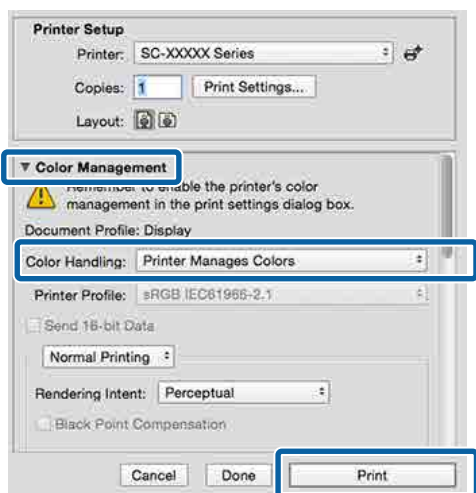 Printer Setup
Printer: SC-XXXXX Series
Copies: 1 Print Settings...
Layout:
▼ Color Management
Remember to enable the printer's color
management in the print settings dialog box.
Document Profile: Display
Color Handling: Printer Manages Colors
Printer Profile: sRGB IEC61966-2.1
Send 16-bit Data
Normal Printing
Rendering Intent: Perceptual
Black Point Compensation
Cancel Done Print